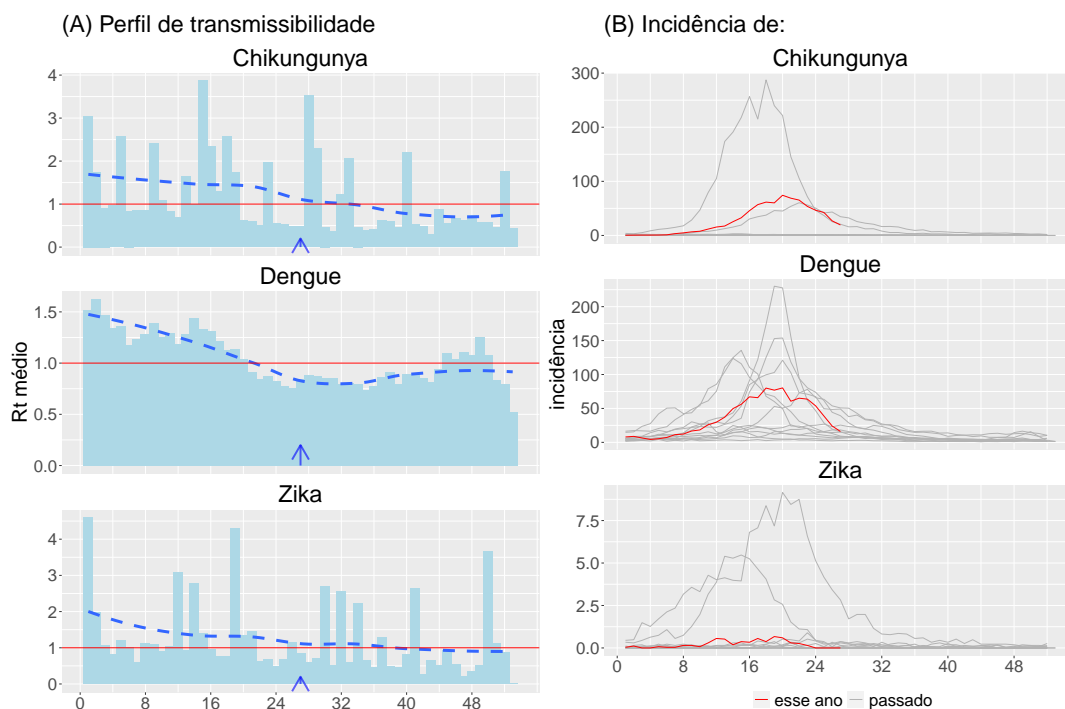 (A) Perfil de transmissibilidade
Chikungunya
4
3
2
1
0
Dengue
Rt médio
1.5
1.0
0.5
0.0
Zika
4
3
2
1
0
0 8 16 24 32 40 48
(B) Incidência de:
Chikungunya
300
200
100
0
Dengue
incidência
200
150
100
50
0
Zika
7.5
5.0
2.5
0.0
0 8 16 24 32 40 48
esse ano passado